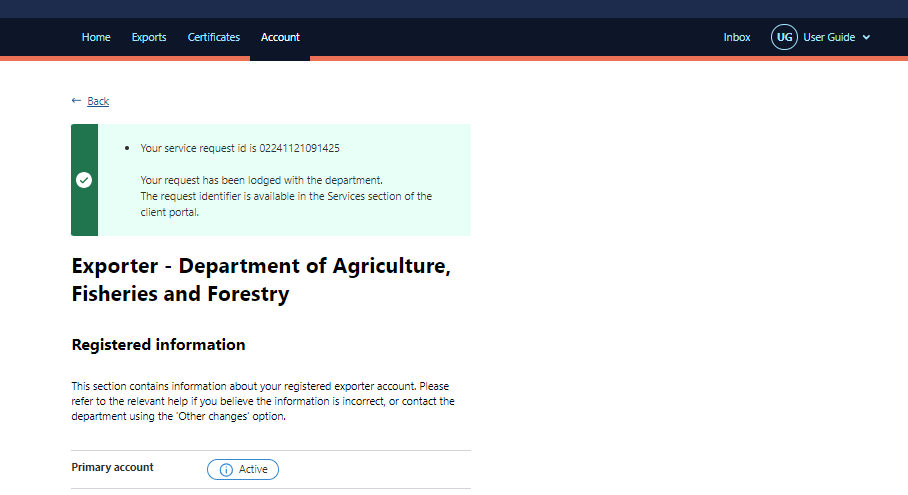 Home Exports Certificates Account Inbox UG User Guide
← Back
• Your service request id is 02241121091425
Your request has been lodged with the department.
The request identifier is available in the Services section of the
client portal.
Exporter - Department of Agriculture,
Fisheries and Forestry
Registered information
This section contains information about your registered exporter account. Please
refer to the relevant help if you believe the information is incorrect, or contact the
department using the 'Other changes' option.
Primary account Active